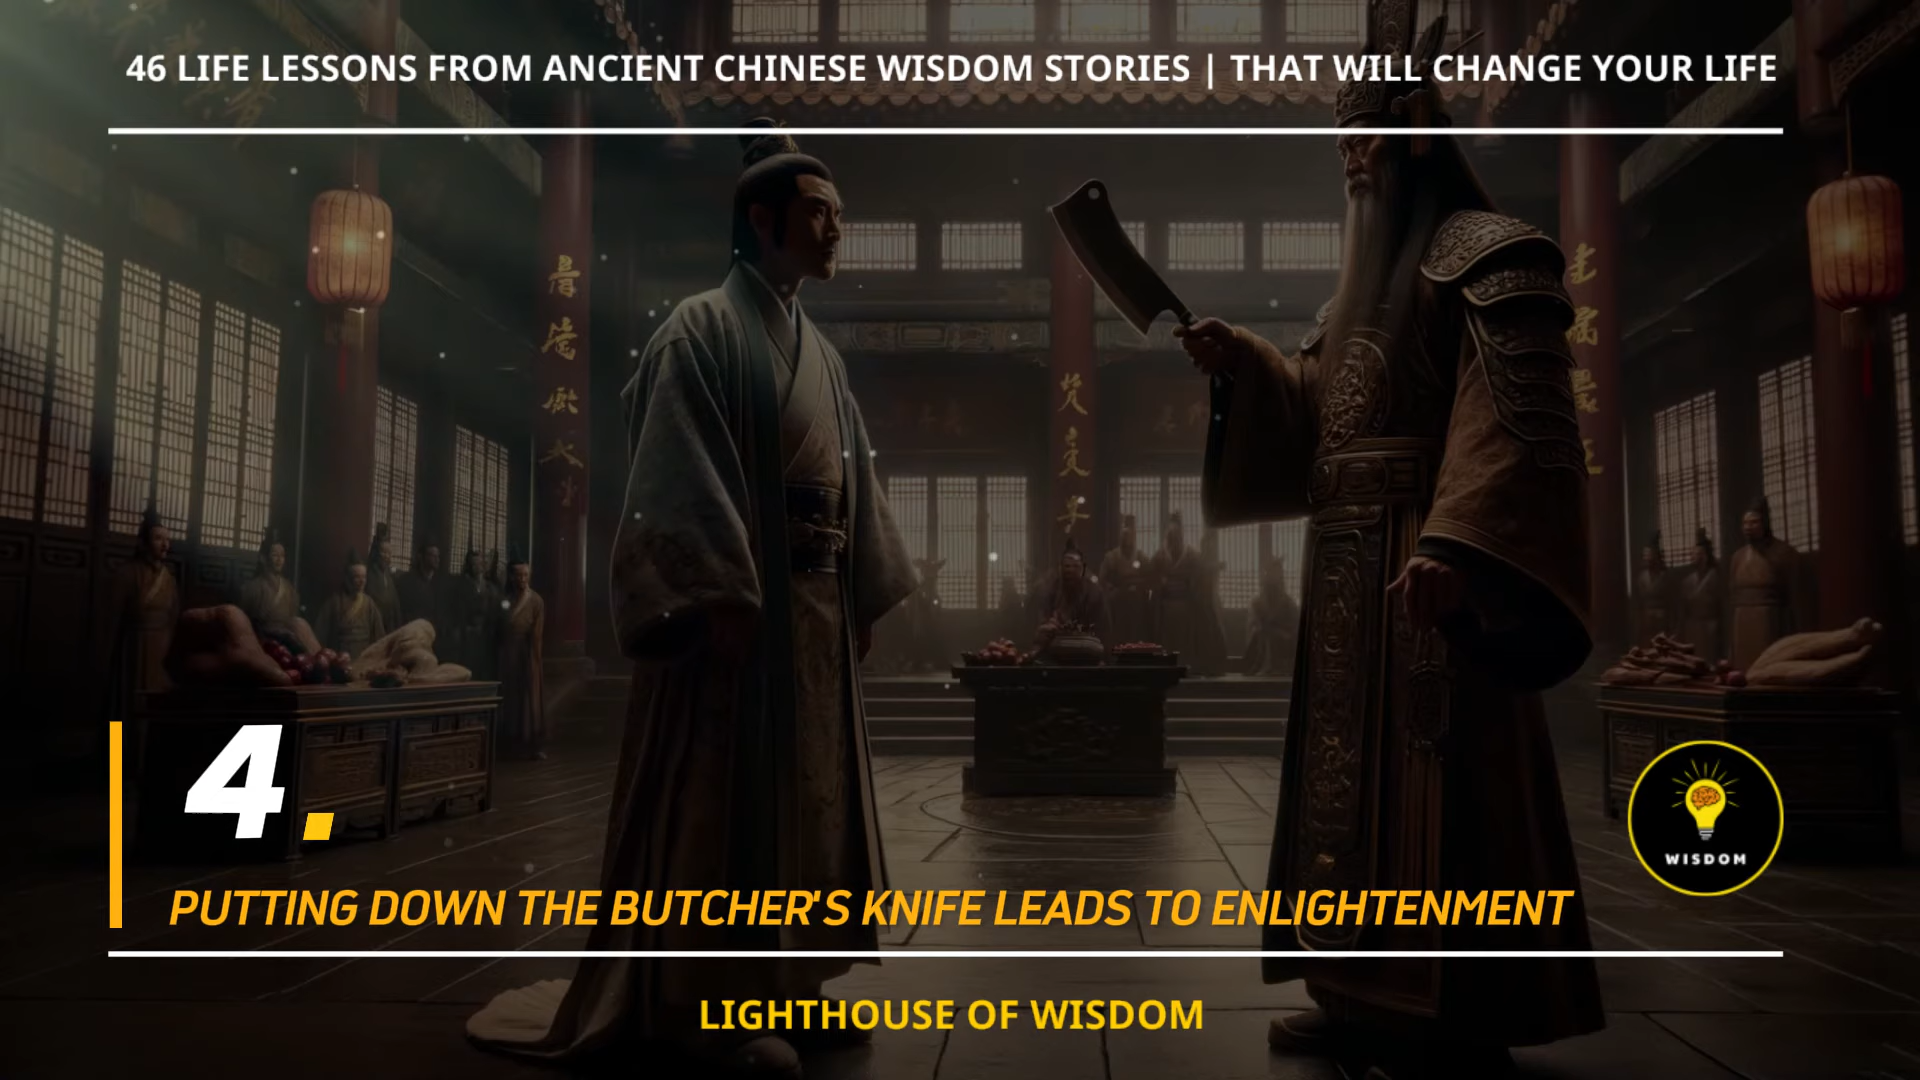 46 LIFE LESSONS FROM ANCIENT CHINESE WISDOM STORIES | THAT WILL CHANGE YOUR LIFE
4.
WISDOM
PUTTING DOWN THE BUTCHER'S KNIFE LEADS TO ENLIGHTENMENT
LIGHTHOUSE OF WISDOM